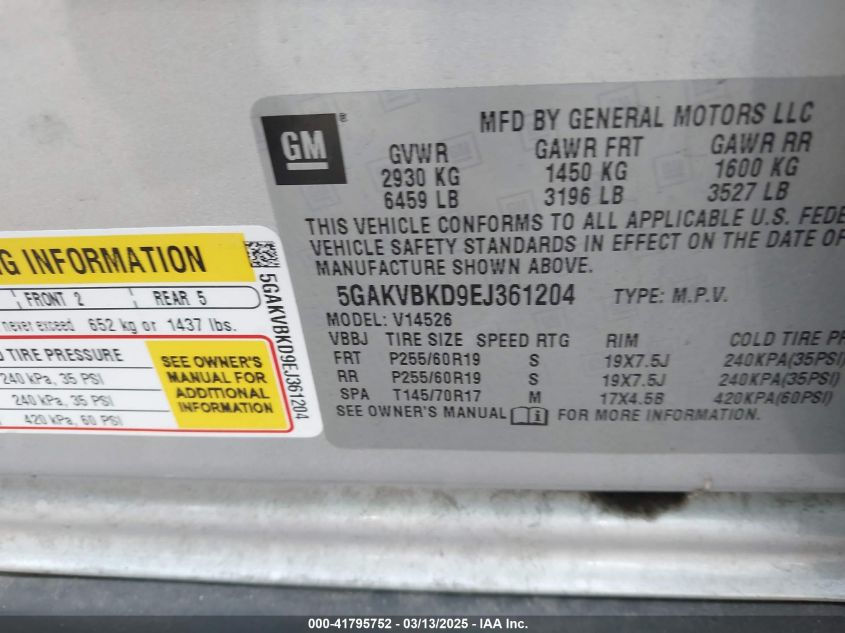 GM ®
MFD BY GENERAL MOTORS LLC
GVWR GAWR FRT GAWR RR
2930 KG 1450 KG 1600 KG
6459 LB 3196 LB 3527 LB
THIS VEHICLE CONFORMS TO ALL APPLICABLE U.S. FEDE
VEHICLE SAFETY STANDARDS IN EFFECT ON THE DATE OF
MANUFACTURE SHOWN ABOVE.
5GAKVBKD9EJ361204 TYPE: M.P.V.
MODEL: V14526
VBBJ TIRE SIZE SPEED RTG RIM COLD TIRE PR
FRT P255/60R19 S 19X7.5J 240KPA(35PSI)
RR P255/60R19 S 19X7.5J 240KPA(35PSI)
SPA T145/70R17 M 17X4.5B 420KPA(60PSI)
SEE OWNER'S MANUAL FOR MORE INFORMATION.
NG INFORMATION
FRONT 2 REAR 5
never exceed 652 kg or 1437 lbs.
D TIRE PRESSURE
240 kPa, 35 PSI
240 kPa, 35 PSI
420 kPa, 60 PSI
SEE OWNER'S
MANUAL FOR
ADDITIONAL
INFORMATION
5GAKVBKD9EJ361204
000-41795752 - 03/13/2025 - IAA Inc.